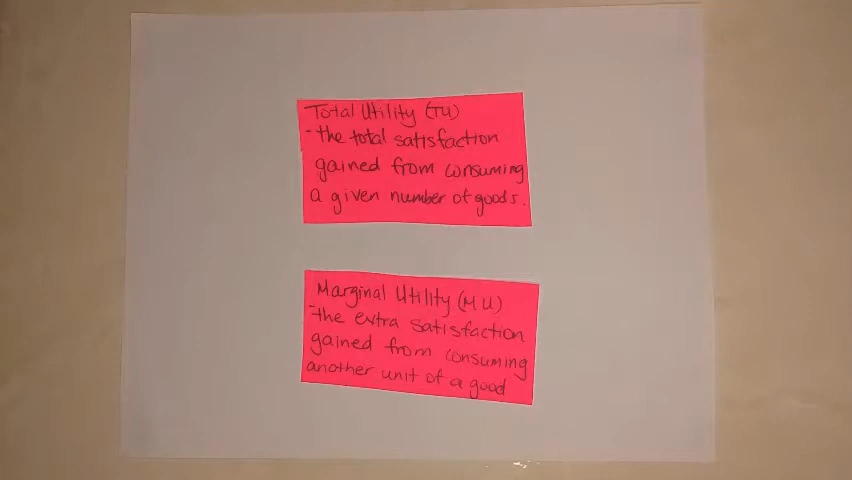 Total Utility (TU)
- the total satisfaction
gained from consuming
a given number of goods.
Marginal Utility (MU)
- the extra satisfaction
gained from consuming
another unit of a good